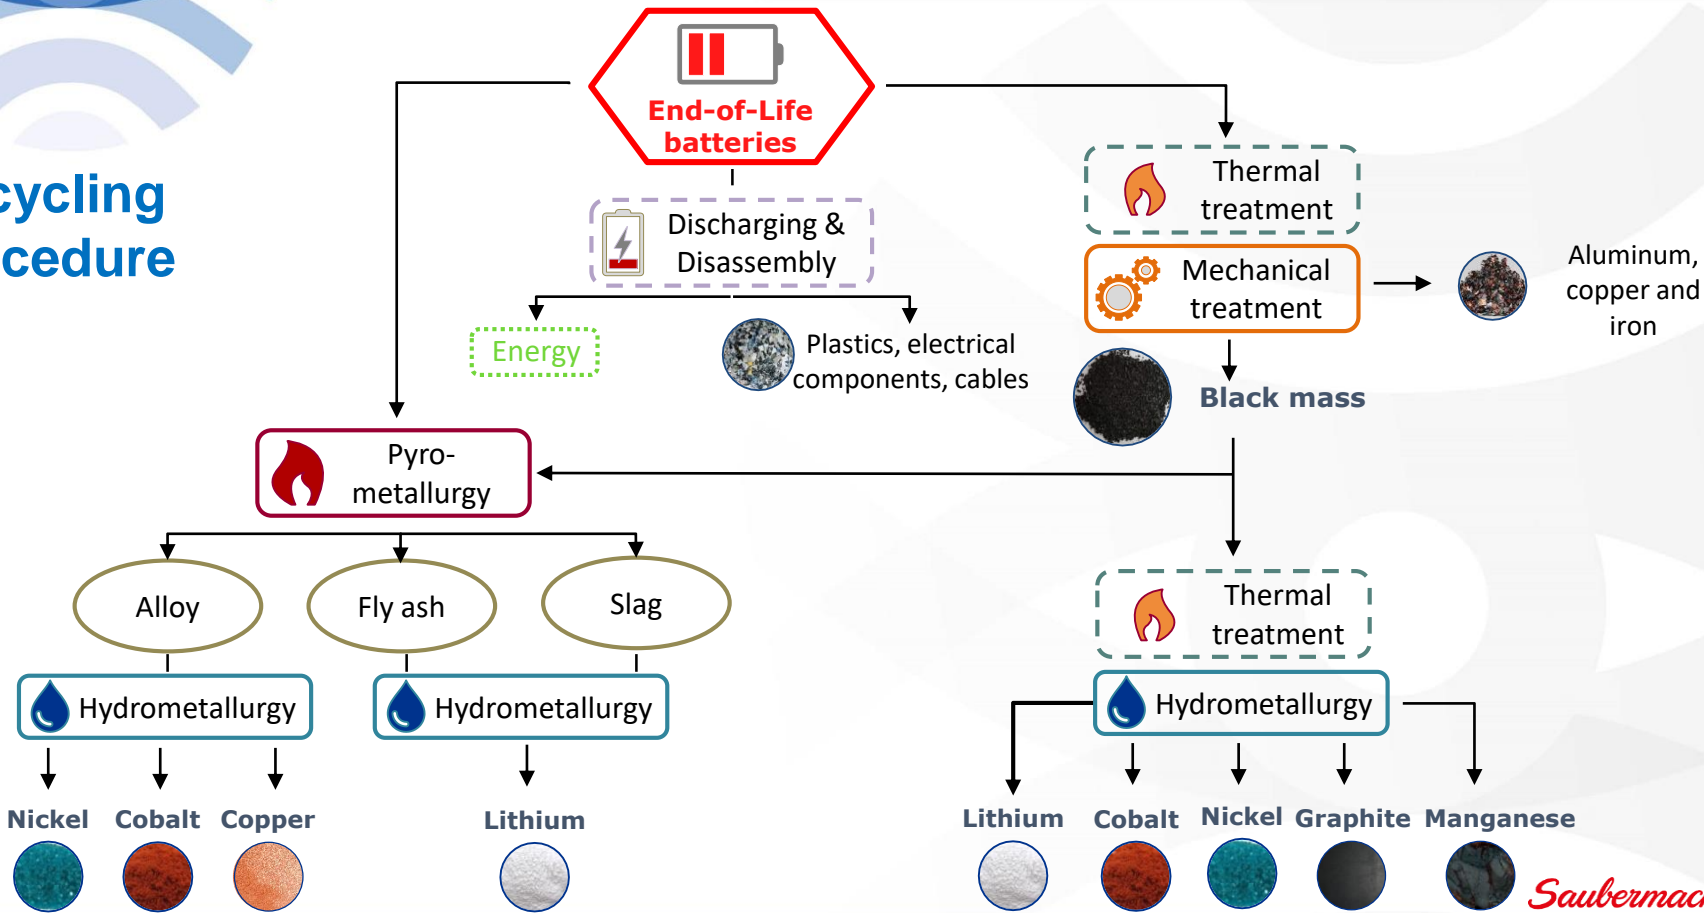 End-of-Life
batteries
cycling
cedure
Thermal
treatment
Discharging &
Disassembly
Mechanical
treatment
Aluminum,
copper and
iron
Energy
Plastics, electrical
components, cables
Black mass
Pyro-
metallurgy
Alloy
Fly ash
Slag
Thermal
treatment
Hydrometallurgy
Hydrometallurgy
Hydrometallurgy
Nickel
Cobalt
Copper
Lithium
Lithium
Cobalt
Nickel
Graphite
Manganese
Saubermac